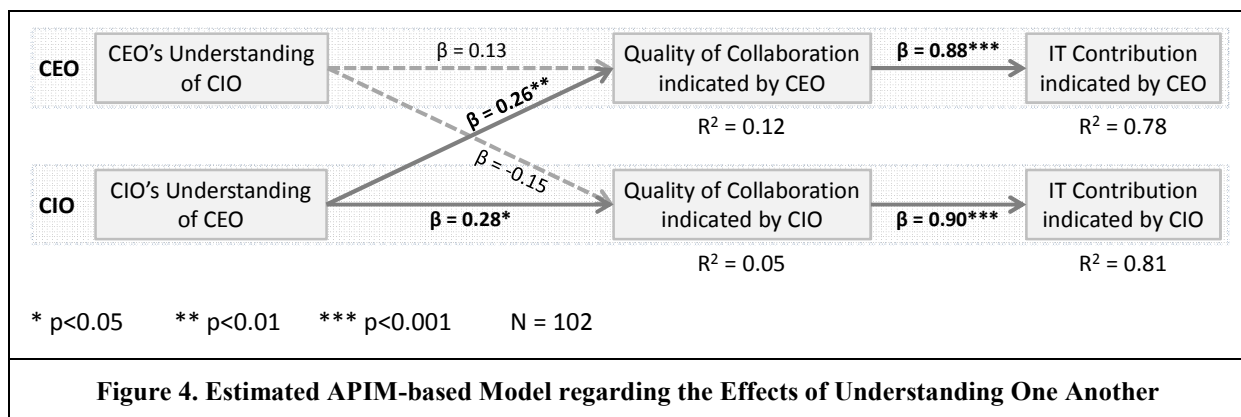 CEO
CEO's Understanding
of CIO
β = 0.13
β = 0.26**
β = -0.15
Quality of Collaboration
indicated by CEO
R² = 0.12
β = 0.88***
IT Contribution
indicated by CEO
R² = 0.78
CIO
CIO's Understanding
of CEO
β = 0.28*
Quality of Collaboration
indicated by CIO
R² = 0.05
β = 0.90***
IT Contribution
indicated by CIO
R² = 0.81
* p<0.05 ** p<0.01 *** p<0.001 N = 102
Figure 4. Estimated APIM-based Model regarding the Effects of Understanding One Another